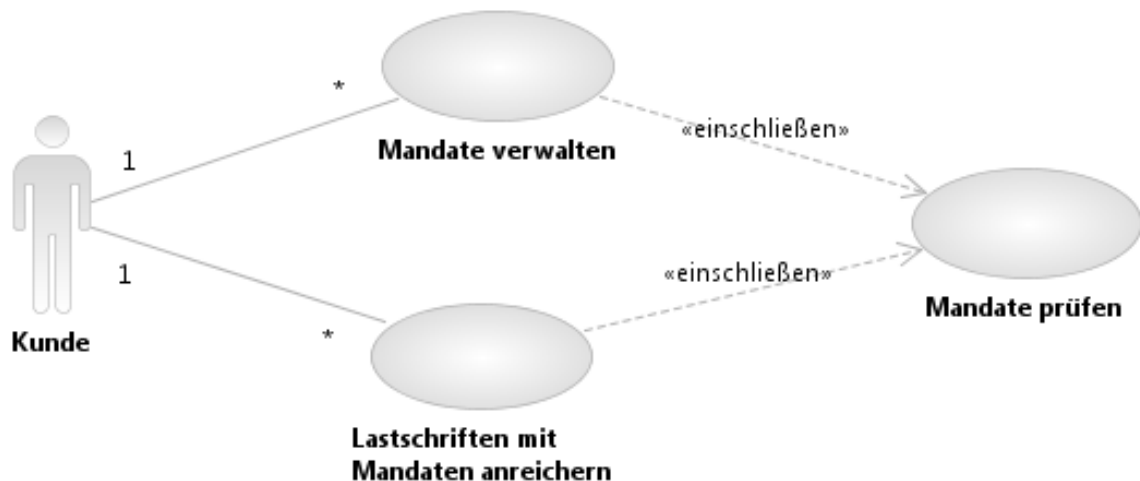 *
Mandate verwalten
«einschließen»
1
Kunde
1
*
Lastschriften mit
Mandaten anreichern
«einschließen»
Mandate prüfen